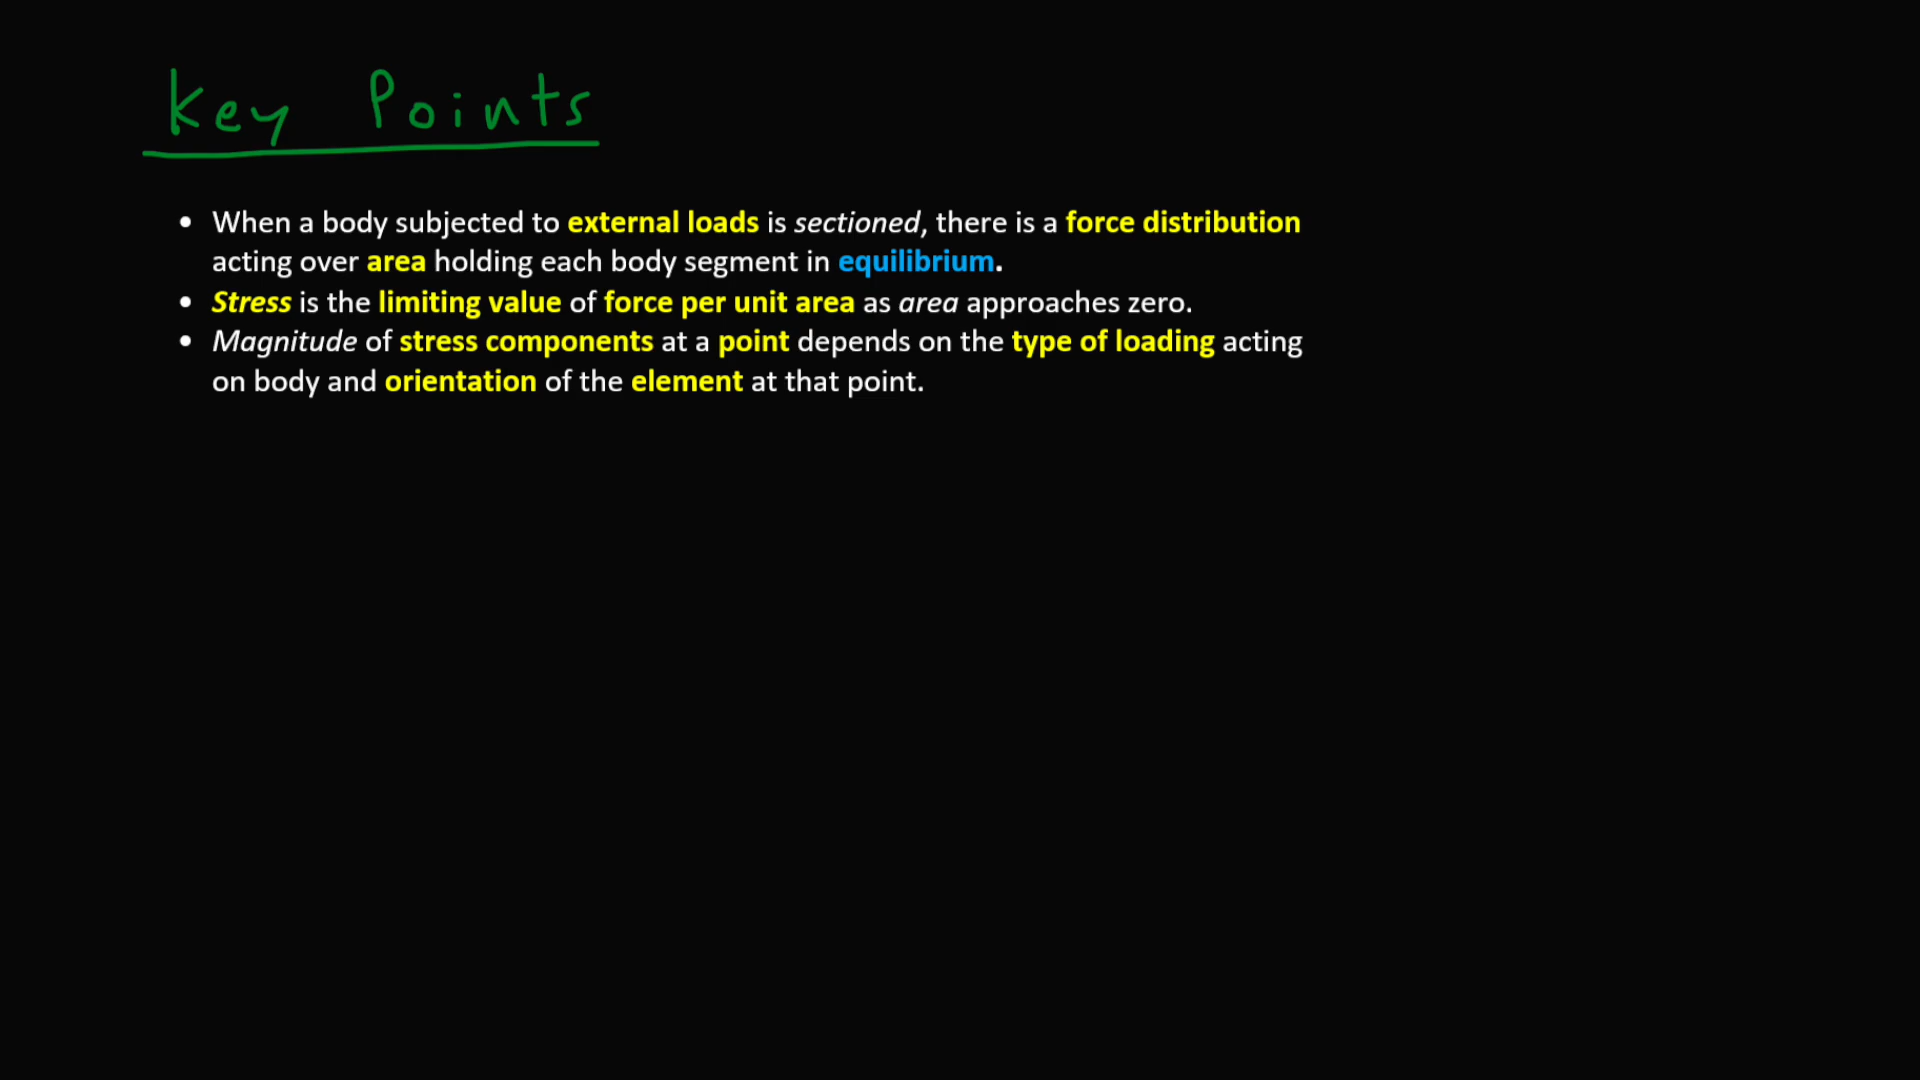 Key Points
• When a body subjected to external loads is sectioned, there is a force distribution
acting over area holding each body segment in equilibrium.
• Stress is the limiting value of force per unit area as area approaches zero.
• Magnitude of stress components at a point depends on the type of loading acting
on body and orientation of the element at that point.